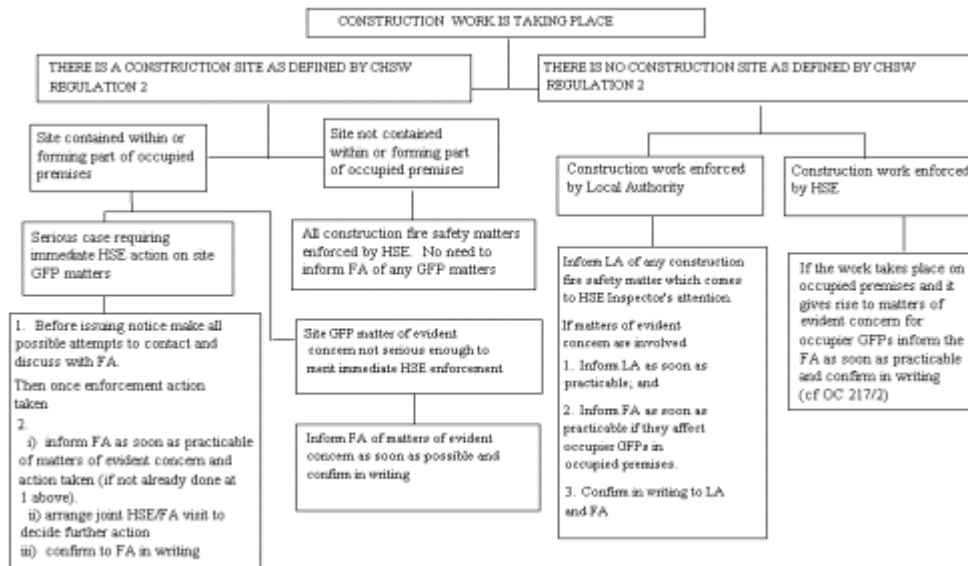 CONSTRUCTION WORK IS TAKING PLACE
THERE IS A CONSTRUCTION SITE AS DEFINED BY CHSW
REGULATION 2
THERE IS NO CONSTRUCTION SITE AS DEFINED BY CHSW
REGULATION 2
Site contained within or
forming part of occupied
premises
Site not contained
within or forming part
of occupied premises
Construction work enforced
by Local Authority
Construction work enforced
by HSE
Serious case requiring
immediate HSE action on site
GFP matters
All construction fire safety matters
enforced by HSE. No need to
inform FA of any GFP matters
1. Before issuing notice make all
possible attempts to contact and
discuss with FA.
Then once enforcement action
taken
2.
i) inform FA as soon as practicable
of matters of evident concern and
action taken (if not already done at
1 above).
ii) arrange joint HSE/FA visit to
decide further action
iii) confirm to FA in writing
Site GFP matter of evident
concern not serious enough to
merit immediate HSE enforcement
Inform FA of matters of evident
concern as soon as possible and
confirm in writing
Inform LA of any construction
fire safety matter which comes
to HSE Inspector's attention.
If matters of evident
concern are involved
1. Inform LA as soon as
practicable; and
2. Inform FA as soon as
practicable if they affect
occupier GFPs in
occupied premises.
3. Confirm in writing to LA
and FA
If the work takes place on
occupied premises and it
gives rise to matters of
evident concern for
occupier GFPs inform the
FA as soon as practicable
and confirm in writing
(cf OC 217/2)